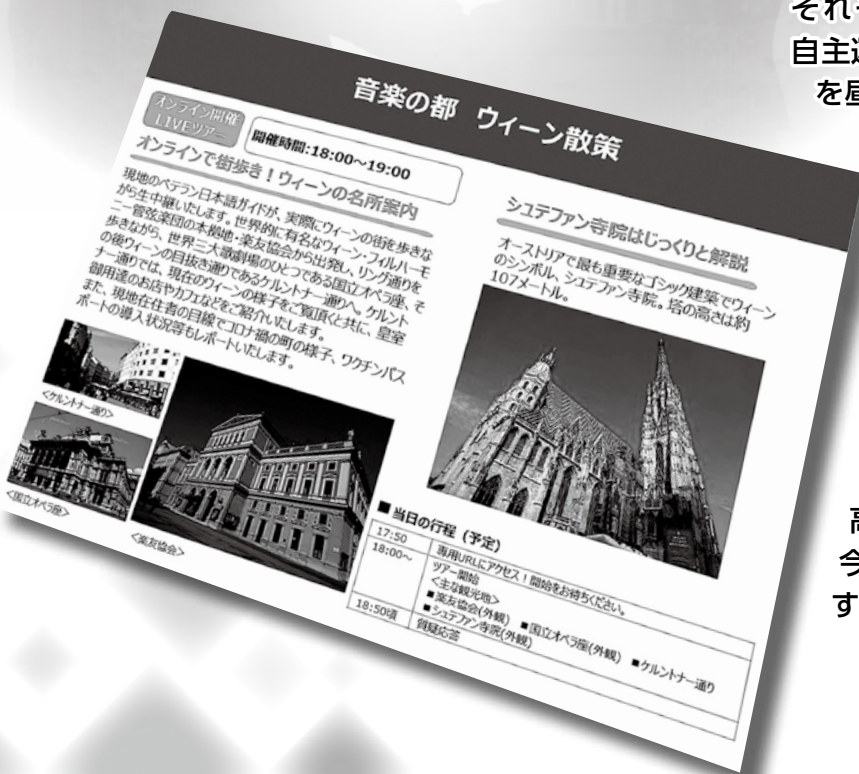 音楽の都 ウィーン散策
オンライン開催
LIVEツアー
開催時間:18:00～19:00
オンラインで街歩き！ウィーンの名所案内
現地のベテラン日本語ガイドが、実際にウィーンの街を歩きな
がら生中継いたします。世界的に有名なウィーン・フィルハーモ
ニー管弦楽団の本拠地・楽友協会から出発し、リング通りを
歩きながら、世界三大歌劇場のひとつである国立オペラ座、そ
の後ウィーンの目抜き通りであるケルントナー通りへ。ケルント
ナー通りでは、現在のウィーンの様子をご覧頂くと共に、皇室
御用達のお店やカフェなどをご紹介いたします。
また、現地在住者の目線でコロナ禍の町の様子、ワクチンパス
ポートの導入状況等もレポートいたします。
<ケルントナー通り>
<国立オペラ座>
<楽友協会>
シュテファン寺院はじっくりと解説
オーストリアで最も重要なゴシック建築でウィーン
のシンボル、シュテファン寺院。塔の高さは約
107メートル。
■ 当日の行程（予定）
17:50 専用URLにアクセス！開始をお待ちください。
18:00～ ツアー開始
<主な観光地>
■楽友協会(外観) ■国立オペラ座(外観) ■ケルントナー通り
■シュテファン寺院(外観)
18:50頃 質疑応答
それ
自主
を昼
高
今
す